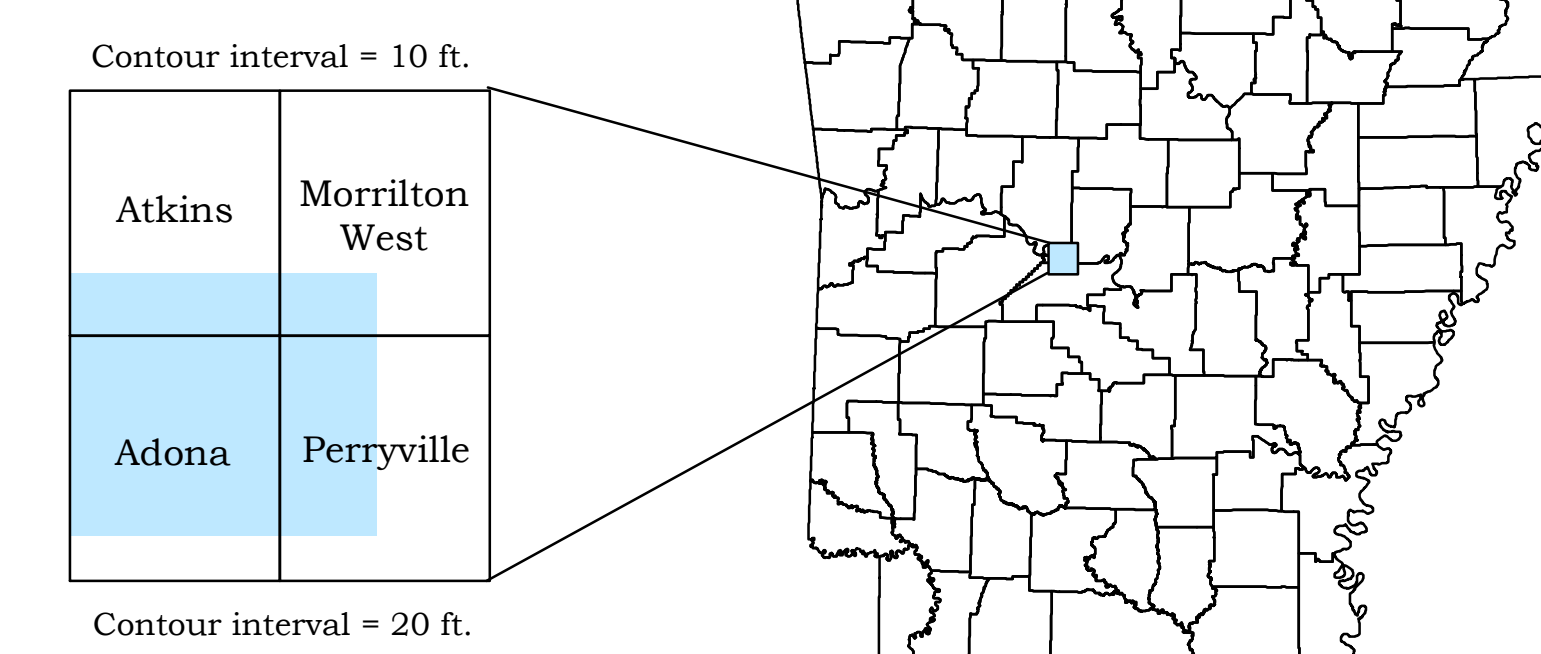 Contour interval = 10 ft.
Atkins
Morrilton
West
Adona
Perryville
Contour interval = 20 ft.